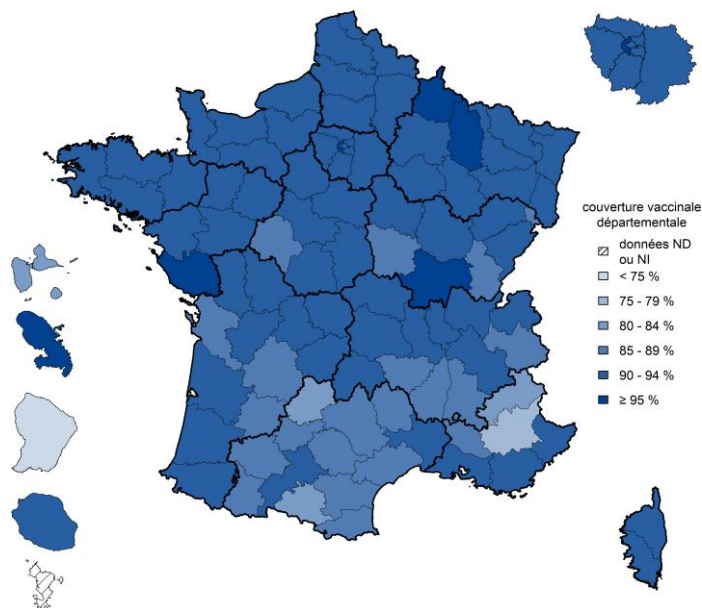 couverture vaccinale
départementale
données ND
ou NI
< 75 %
75 - 79 %
80 - 84 %
85 - 89 %
90 - 94 %
≥ 95 %